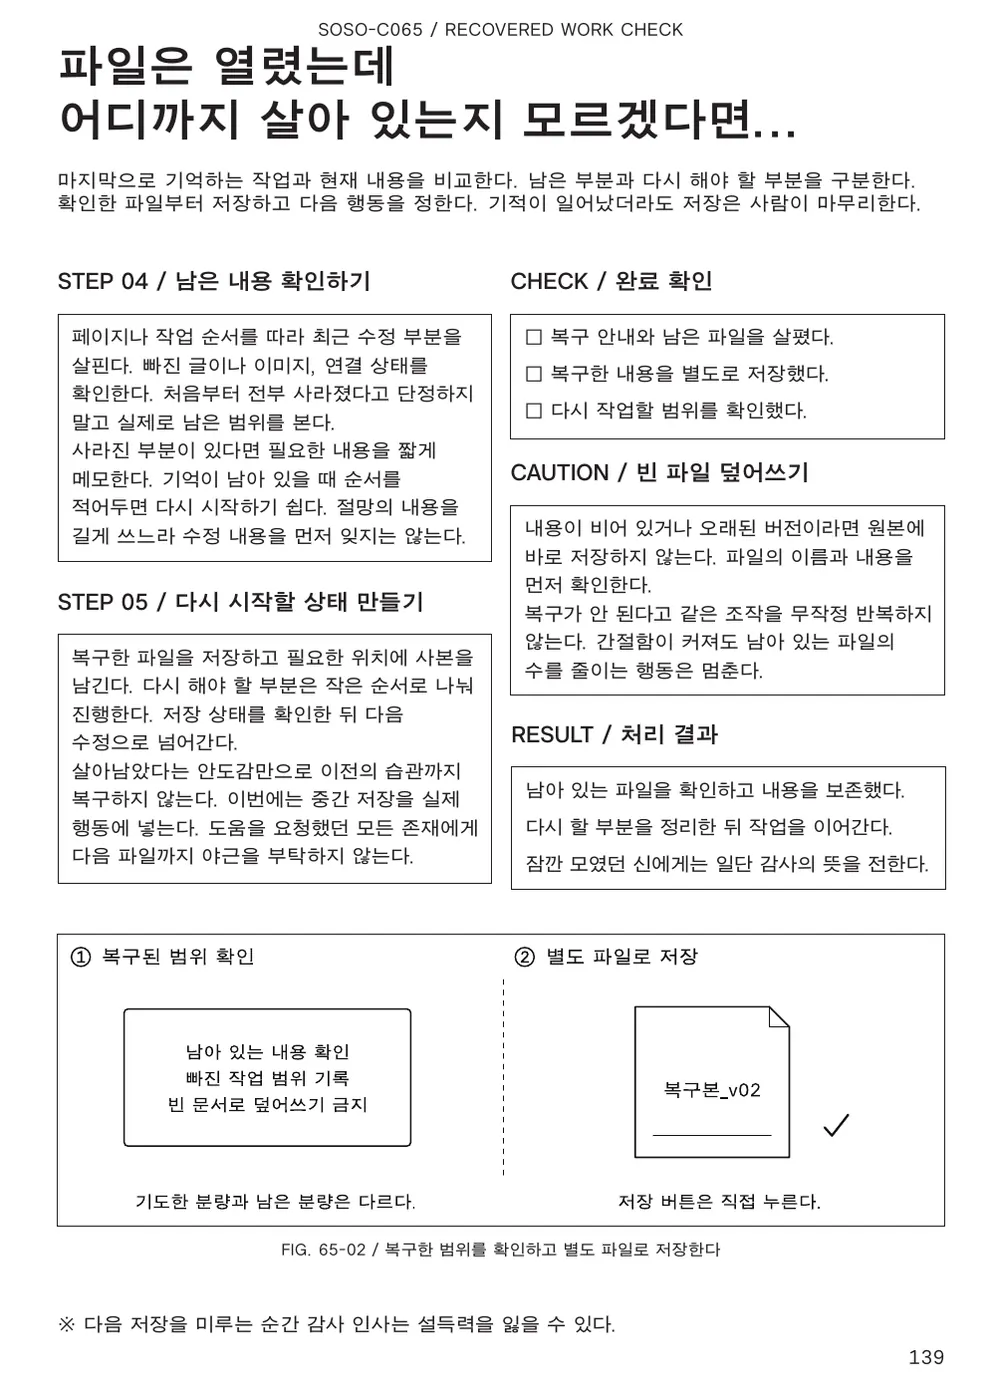 SOSO-C065 / RECOVERED WORK CHECK
파일은 열렸는데
어디까지 살아 있는지 모르겠다면...
마지막으로 기억하는 작업과 현재 내용을 비교한다. 남은 부분과 다시 해야 할 부분을 구분한다.
확인한 파일부터 저장하고 다음 행동을 정한다. 기적이 일어났더라도 저장은 사람이 마무리한다.
STEP 04 / 남은 내용 확인하기
페이지나 작업 순서를 따라 최근 수정 부분을
살핀다. 빠진 글이나 이미지, 연결 상태를
확인한다. 처음부터 전부 사라졌다고 단정하지
말고 실제로 남은 범위를 본다.
사라진 부분이 있다면 필요한 내용을 짧게
메모한다. 기억이 남아 있을 때 순서를
적어두면 다시 시작하기 쉽다. 절망의 내용을
길게 쓰느라 수정 내용을 먼저 잊지는 않는다.
STEP 05 / 다시 시작할 상태 만들기
복구한 파일을 저장하고 필요한 위치에 사본을
남긴다. 다시 해야 할 부분은 작은 순서로 나눠
진행한다. 저장 상태를 확인한 뒤 다음
수정으로 넘어간다.
살아남았다는 안도감만으로 이전의 습관까지
복구하지 않는다. 이번에는 중간 저장을 실제
행동에 넣는다. 도움을 요청했던 모든 존재에게
다음 파일까지 야근을 부탁하지 않는다.
CHECK / 완료 확인
□ 복구 안내와 남은 파일을 살폈다.
□ 복구한 내용을 별도로 저장했다.
□ 다시 작업할 범위를 확인했다.
CAUTION / 빈 파일 덮어쓰기
내용이 비어 있거나 오래된 버전이라면 원본에
바로 저장하지 않는다. 파일의 이름과 내용을
먼저 확인한다.
복구가 안 된다고 같은 조작을 무작정 반복하지
않는다. 간절함이 커져도 남아 있는 파일의
수를 줄이는 행동은 멈춘다.
RESULT / 처리 결과
남아 있는 파일을 확인하고 내용을 보존했다.
다시 할 부분을 정리한 뒤 작업을 이어간다.
잠깐 모였던 신에게는 일단 감사의 뜻을 전한다.
① 복구된 범위 확인
남아 있는 내용 확인
빠진 작업 범위 기록
빈 문서로 덮어쓰기 금지
기도한 분량과 남은 분량은 다르다.
② 별도 파일로 저장
복구본_v02
저장 버튼은 직접 누른다.
FIG. 65-02 / 복구한 범위를 확인하고 별도 파일로 저장한다
※ 다음 저장을 미루는 순간 감사 인사는 설득력을 잃을 수 있다.
139